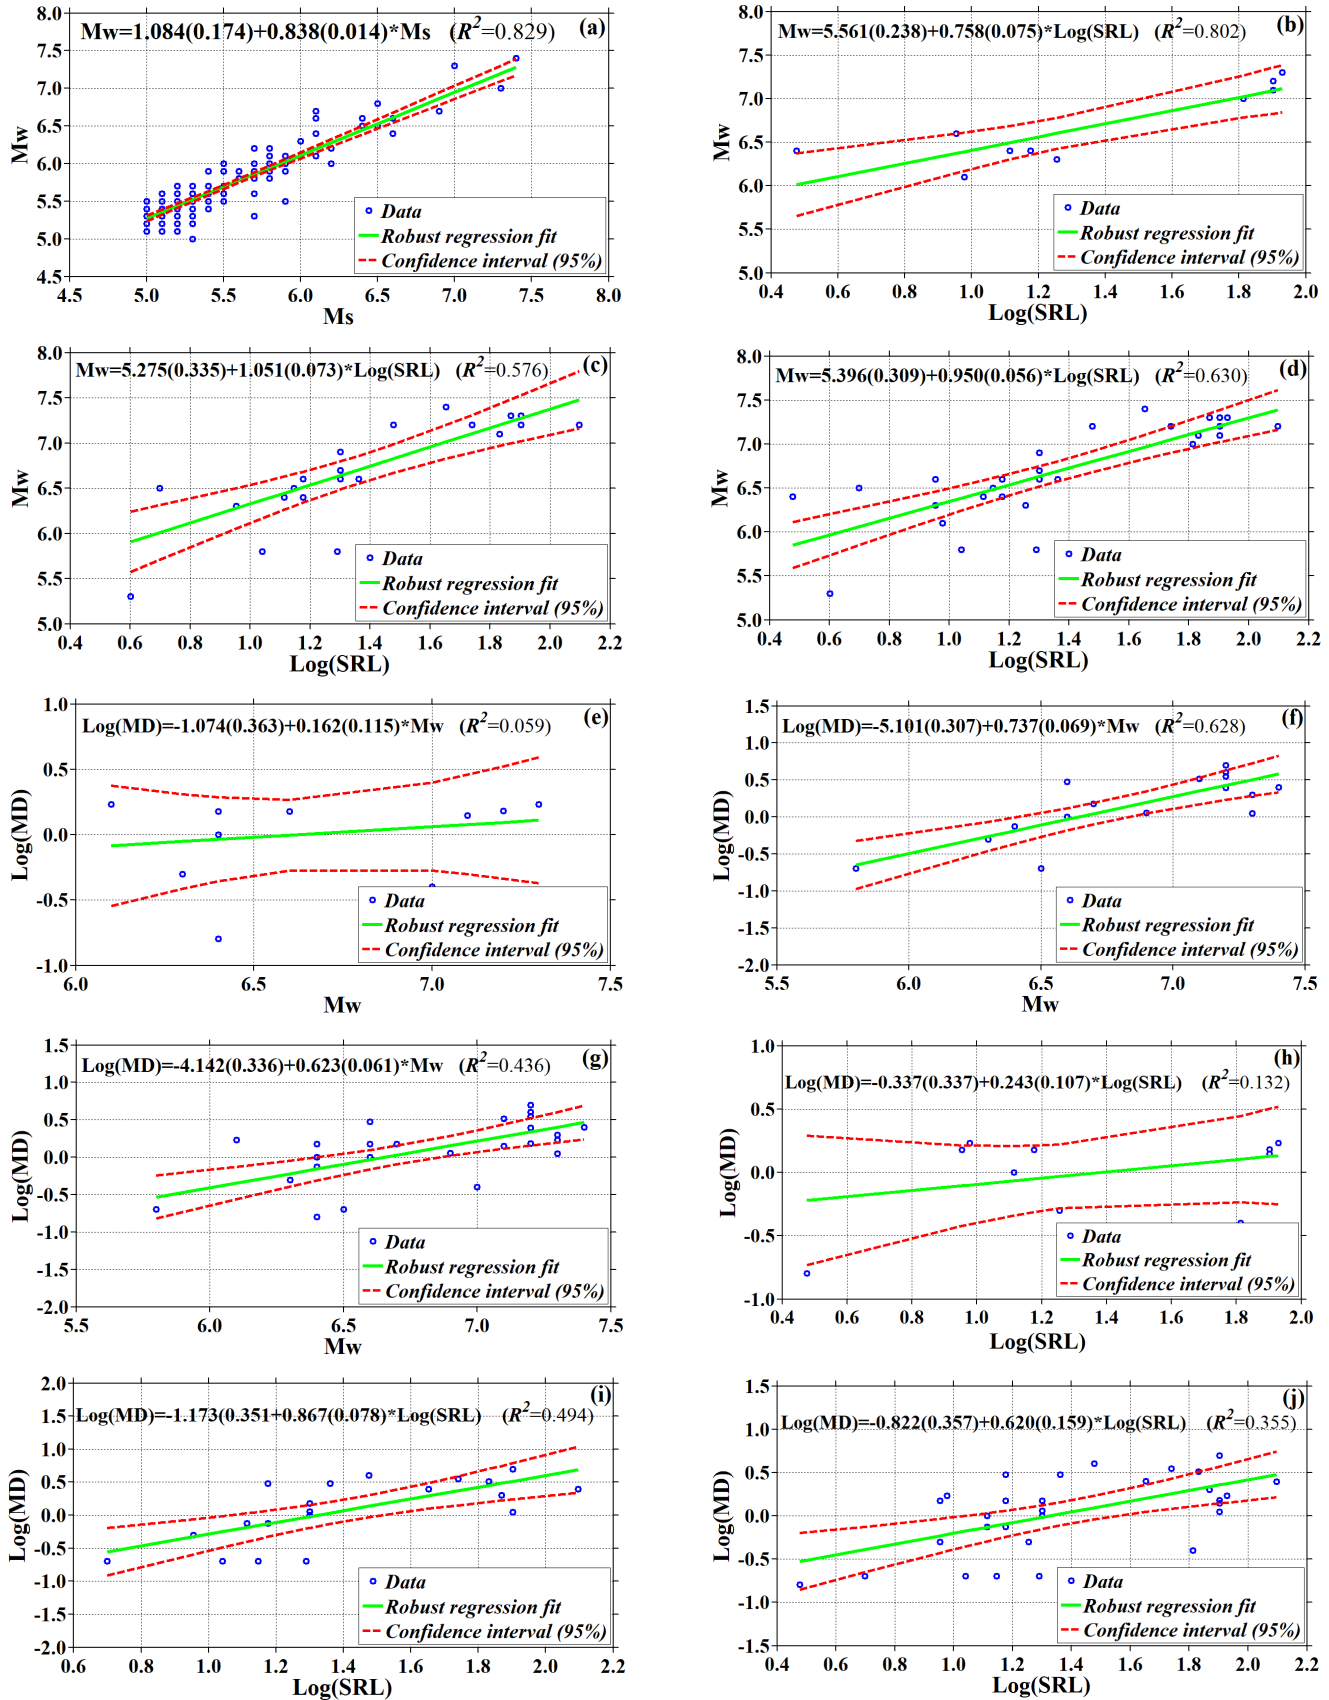 Mw=1.084(0.174)+0.838(0.014)*Ms (R²=0.829) (a)
8.0
7.5
7.0
6.5
6.0
5.5
5.0
4.5
Mw
Data
Robust regression fit
Confidence interval (95%)
4.5 5.0 5.5 6.0 6.5 7.0 7.5 8.0
Ms
Mw=5.561(0.238)+0.758(0.075)*Log(SRL) (R²=0.802) (b)
8.0
7.5
7.0
6.5
6.0
5.5
5.0
Mw
Data
Robust regression fit
Confidence interval (95%)
0.4 0.6 0.8 1.0 1.2 1.4 1.6 1.8 2.0
Log(SRL)
Mw=5.275(0.335)+1.051(0.073)*Log(SRL) (R²=0.576) (c)
8.0
7.5
7.0
6.5
6.0
5.5
5.0
Mw
Data
Robust regression fit
Confidence interval (95%)
0.4 0.6 0.8 1.0 1.2 1.4 1.6 1.8 2.0 2.2
Log(SRL)
Mw=5.396(0.309)+0.950(0.056)*Log(SRL) (R²=0.630) (d)
8.0
7.5
7.0
6.5
6.0
5.5
5.0
Mw
Data
Robust regression fit
Confidence interval (95%)
0.4 0.6 0.8 1.0 1.2 1.4 1.6 1.8 2.0 2.2
Log(SRL)
Log(MD)=-1.074(0.363)+0.162(0.115)*Mw (R²=0.059) (e)
1.0
0.5
0.0
-0.5
-1.0
Log(MD)
Data
Robust regression fit
Confidence interval (95%)
6.0 6.5 7.0 7.5
Mw
Log(MD)=-5.101(0.307)+0.737(0.069)*Mw (R²=0.628) (f)
1.5
1.0
0.5
0.0
-0.5
-1.0
-1.5
-2.0
Log(MD)
Data
Robust regression fit
Confidence interval (95%)
5.5 6.0 6.5 7.0 7.5
Mw
Log(MD)=-4.142(0.336)+0.623(0.061)*Mw (R²=0.436) (g)
1.5
1.0
0.5
0.0
-0.5
-1.0
-1.5
-2.0
Log(MD)
Data
Robust regression fit
Confidence interval (95%)
5.5 6.0 6.5 7.0 7.5
Mw
(h)
Log(MD)=-0.337(0.337)+0.243(0.107)*Log(SRL) (R²=0.132)
1.0
0.5
0.0
-0.5
-1.0
Log(MD)
Data
Robust regression fit
Confidence interval (95%)
0.4 0.6 0.8 1.0 1.2 1.4 1.6 1.8 2.0
Log(SRL)
(i)
Log(MD)=-1.173(0.351+0.867(0.078)*Log(SRL) (R²=0.494)
2.0
1.5
1.0
0.5
0.0
-0.5
-1.0
-1.5
-2.0
Log(MD)
Data
Robust regression fit
Confidence interval (95%)
0.6 0.8 1.0 1.2 1.4 1.6 1.8 2.0 2.2
Log(SRL)
(j)
Log(MD)=-0.822(0.357)+0.620(0.159)*Log(SRL) (R²=0.355)
1.5
1.0
0.5
0.0
-0.5
-1.0
-1.5
Log(MD)
Data
Robust regression fit
Confidence interval (95%)
0.4 0.6 0.8 1.0 1.2 1.4 1.6 1.8 2.0 2.2
Log(SRL)